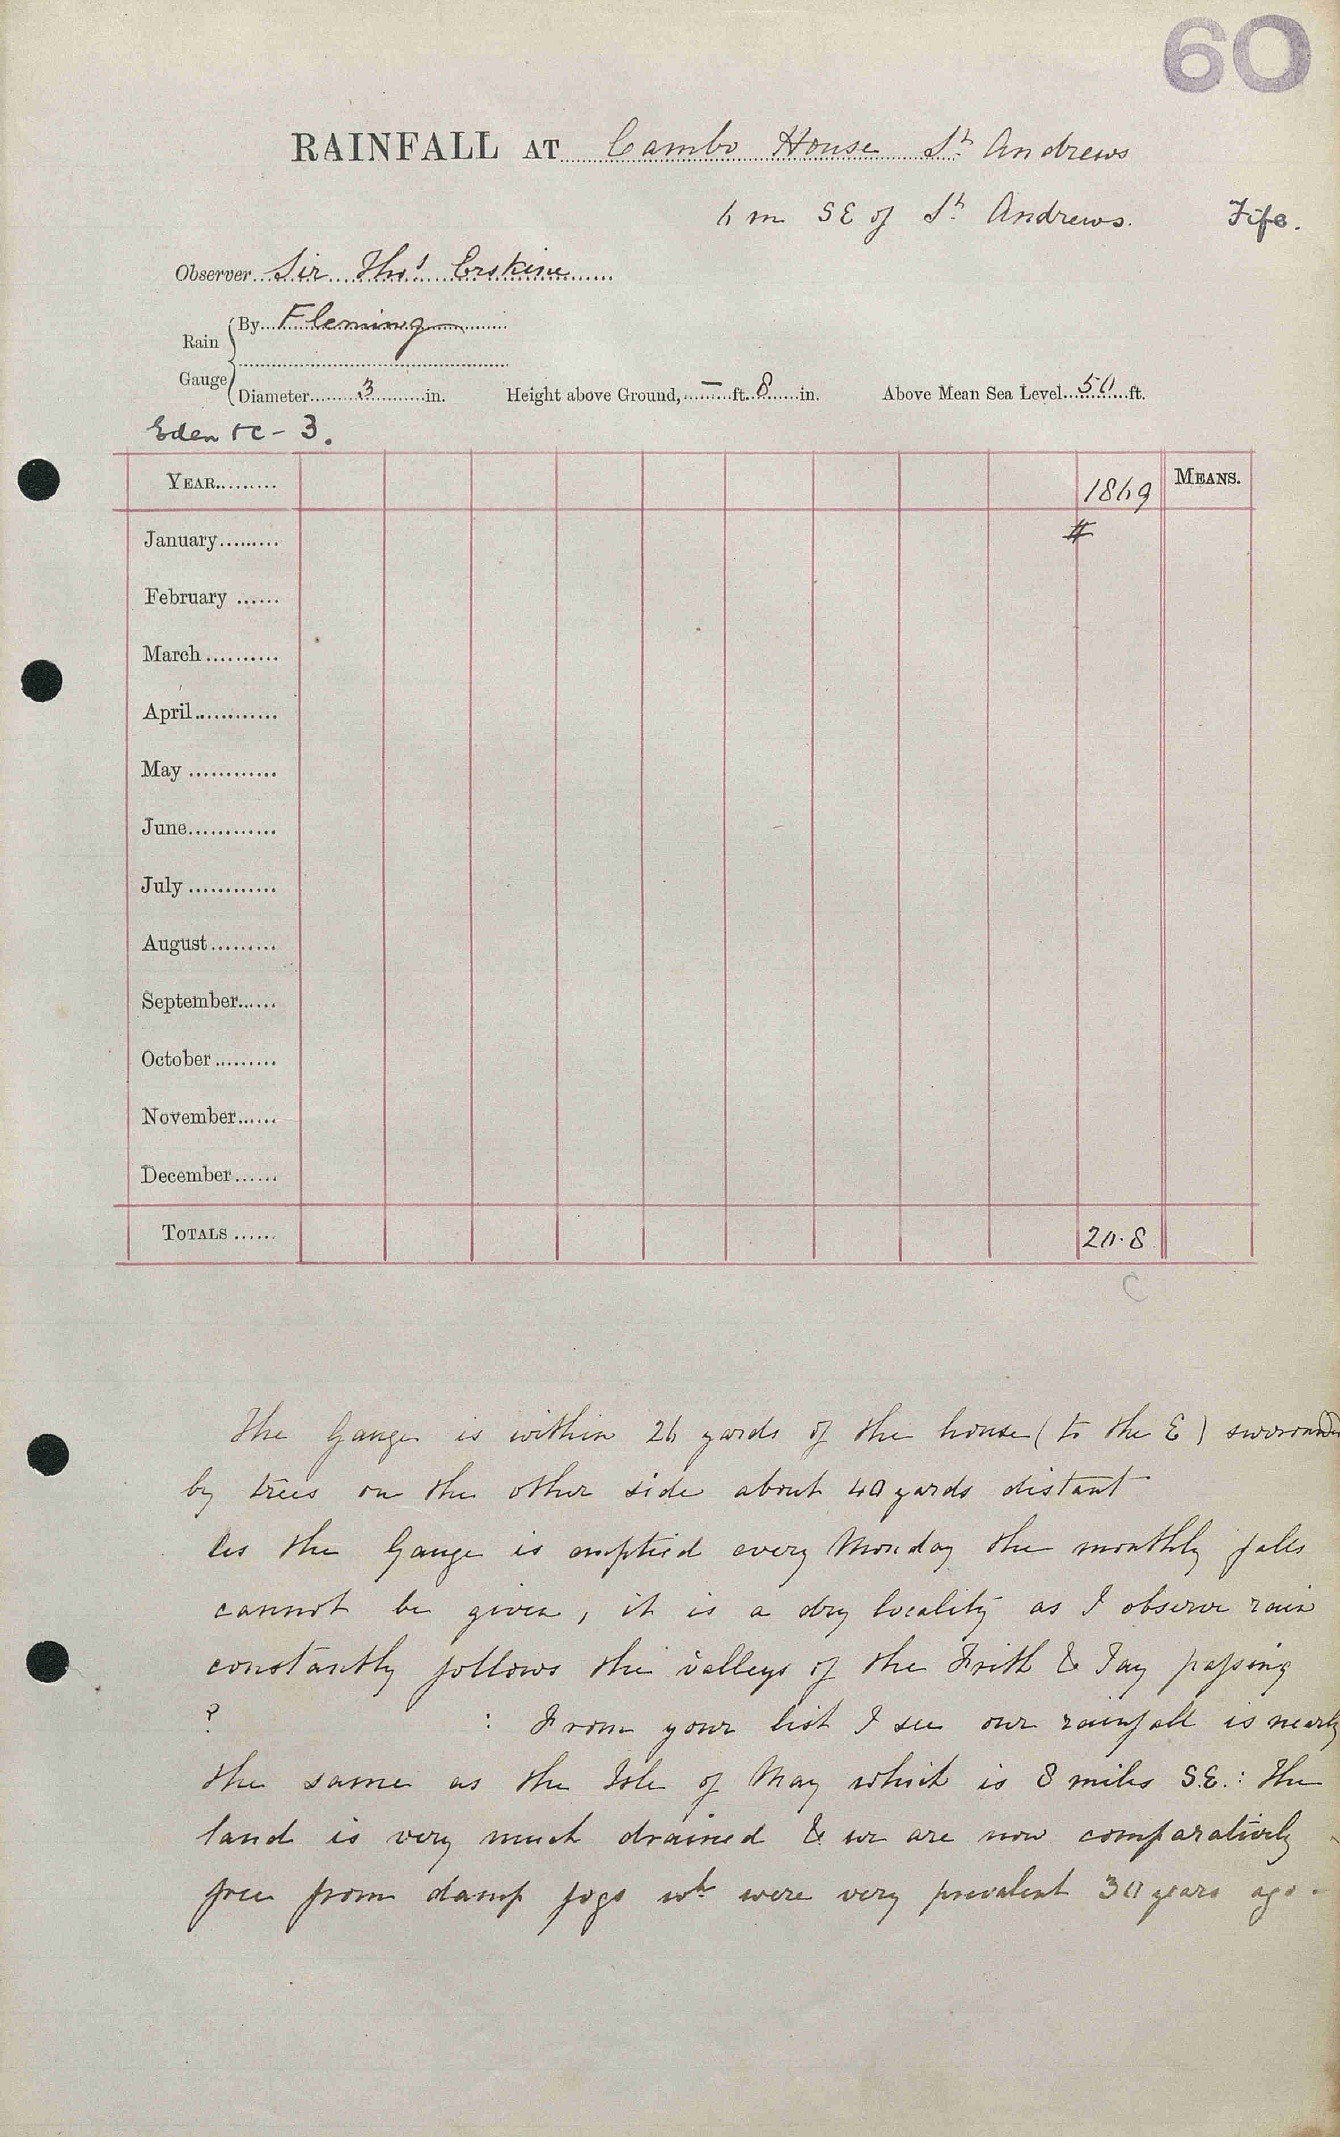 60
RAINFALL AT Cambo House St. Andrews
6 m SE of St. Andrews. Fife.
Observer Sir Thos Erskine
By Fleming
Rain
Gauge
Diameter 3 in. Height above Ground, – ft. 8 in. Above Mean Sea Level 50 ft.
Eden &c - 3.
YEAR 1869 MEANS.
January #
February
March
April
May
June
July
August
September
October
November
December
TOTALS 20.8
C
The Gauge is within 26 yards of the house (to the E) surrounded
by trees on the other side about 40 yards distant
As the Gauge is emptied every Monday the monthly falls
cannot be given, it is a dry locality as I observe rain
constantly follows the valleys of the Frith & Tay passing
? : From your list I see our rainfall is nearly
the same as the Isle of May which is 8 miles S.E.: The
land is very much drained & we are now comparatively
free from damp fogs wh were very prevalent 30 years ago.